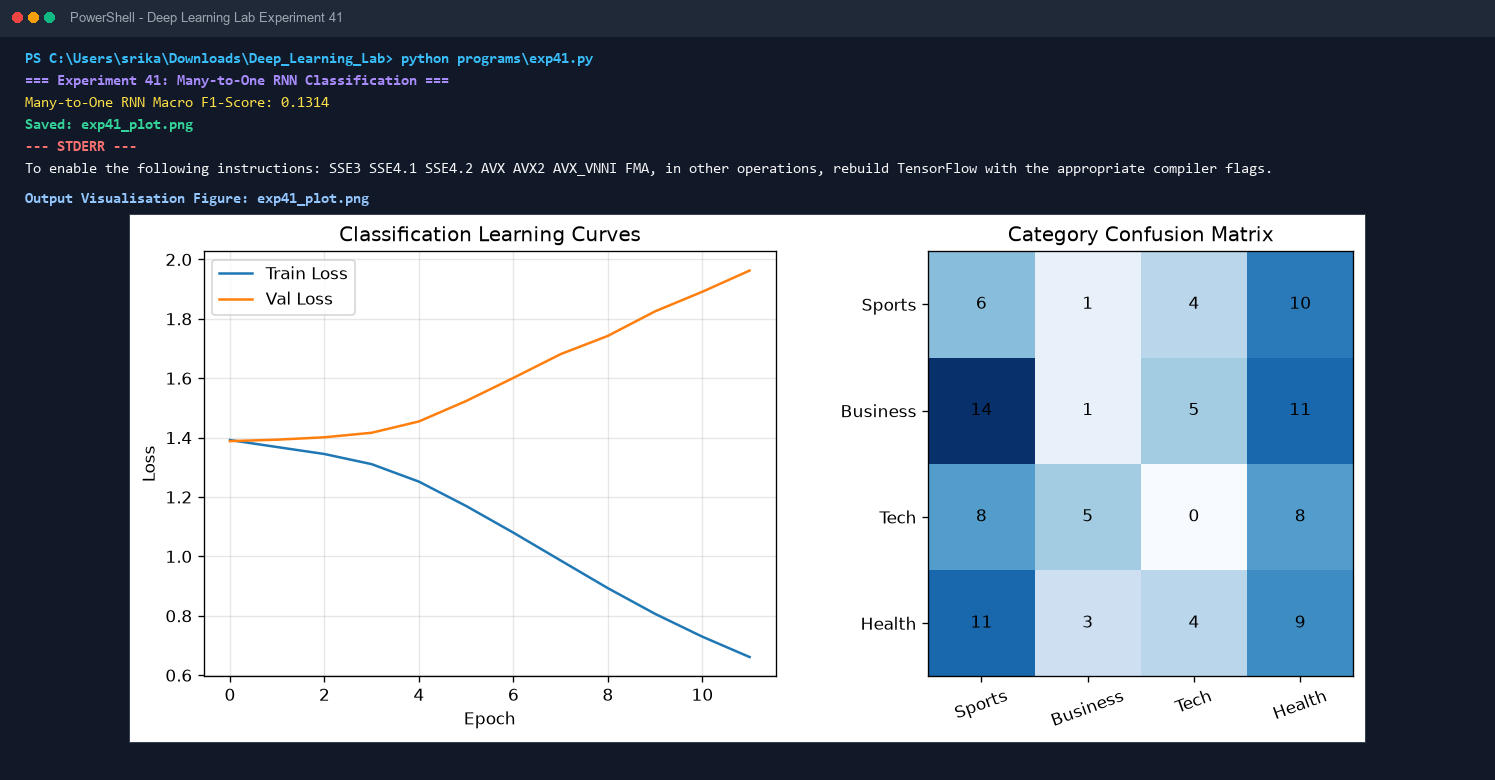 PowerShell - Deep Learning Lab Experiment 41
PS C:\Users\srika\Downloads\Deep_Learning_Lab> python programs\exp41.py
=== Experiment 41: Many-to-One RNN Classification ===
Many-to-One RNN Macro F1-Score: 0.1314
Saved: exp41_plot.png
--- STDERR ---
To enable the following instructions: SSE3 SSE4.1 SSE4.2 AVX AVX2 AVX_VNNI FMA, in other operations, rebuild TensorFlow with the appropriate compiler flags.
Output Visualisation Figure: exp41_plot.png
Classification Learning Curves
Train Loss
Val Loss
2.0
1.8
1.6
1.4
1.2
1.0
0.8
0.6
Loss
0 2 4 6 8 10
Epoch
Category Confusion Matrix
Sports 6 1 4 10
Business 14 1 5 11
Tech 8 5 0 8
Health 11 3 4 9
Sports Business Tech Health